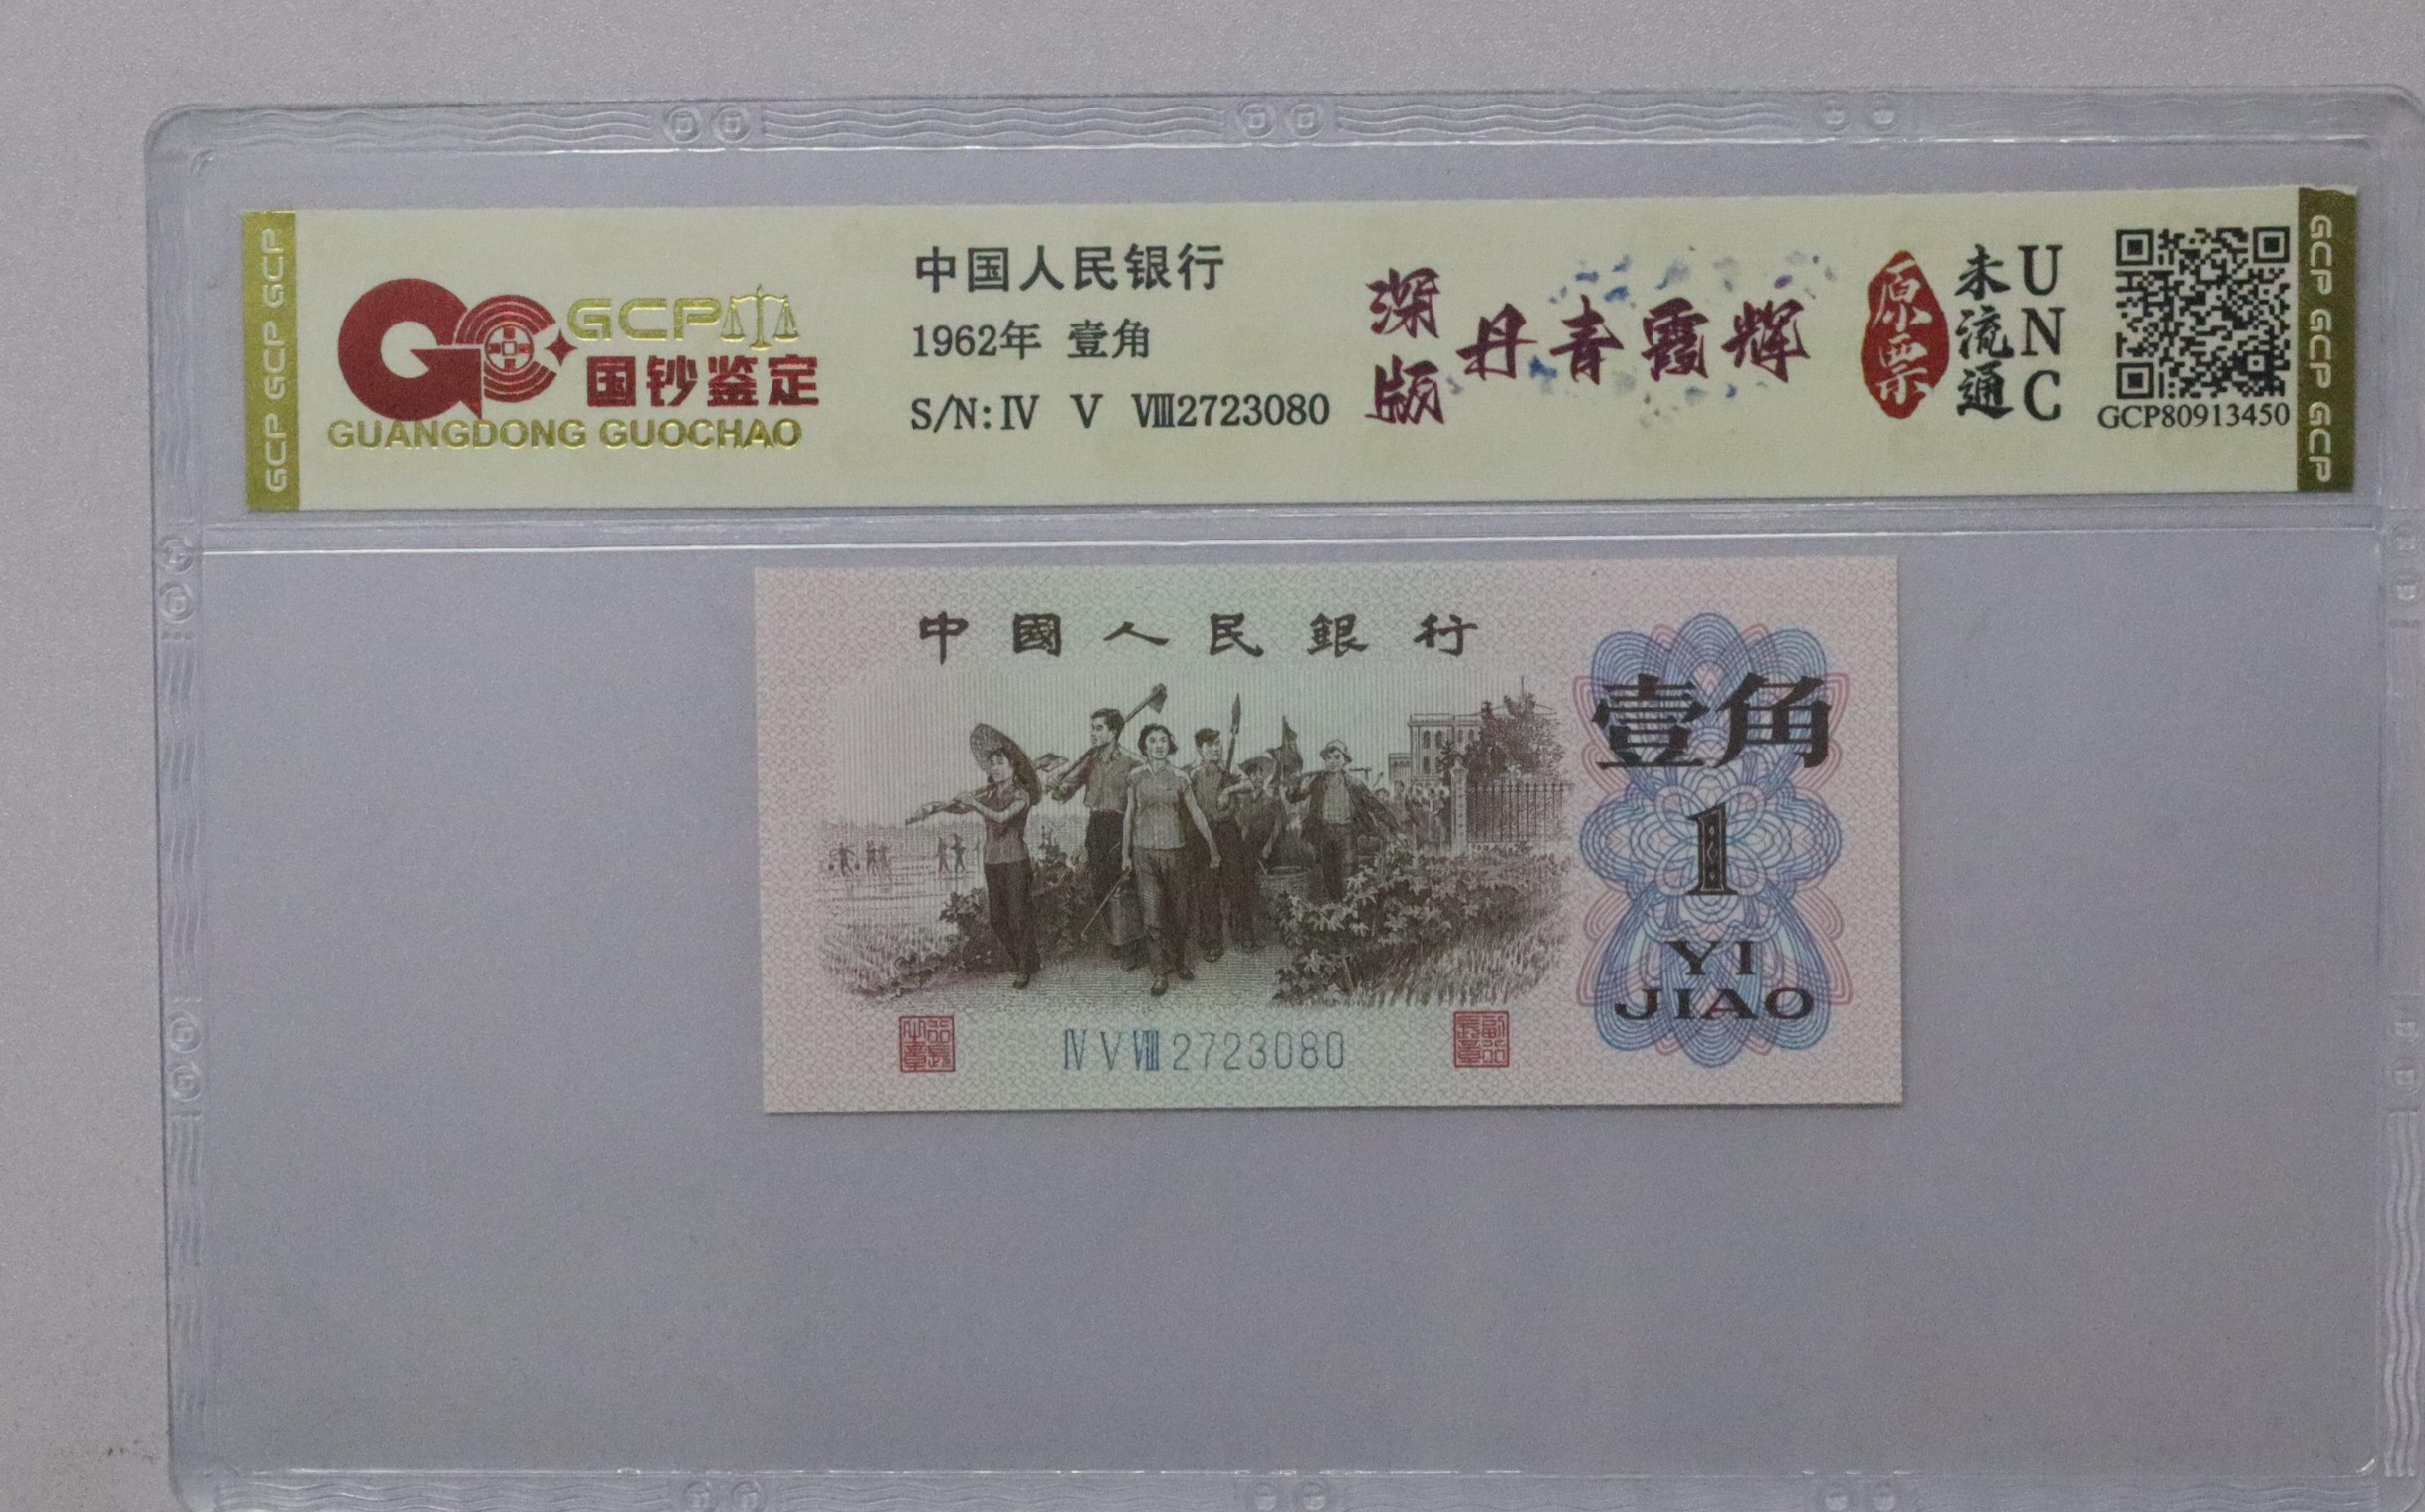 GCP GCP GCP
GCP
国钞鉴定
GUANGDONG GUOCHAO
中国人民银行
1962年 壹角
S/N: Ⅳ Ⅴ Ⅷ2723080
深版
丹青霞辉
原票
未流通
UNC
GCP80913450
GCP GCP GCP
中國人民銀行
壹角
1
YI
JIAO
Ⅳ Ⅴ Ⅷ 2723080